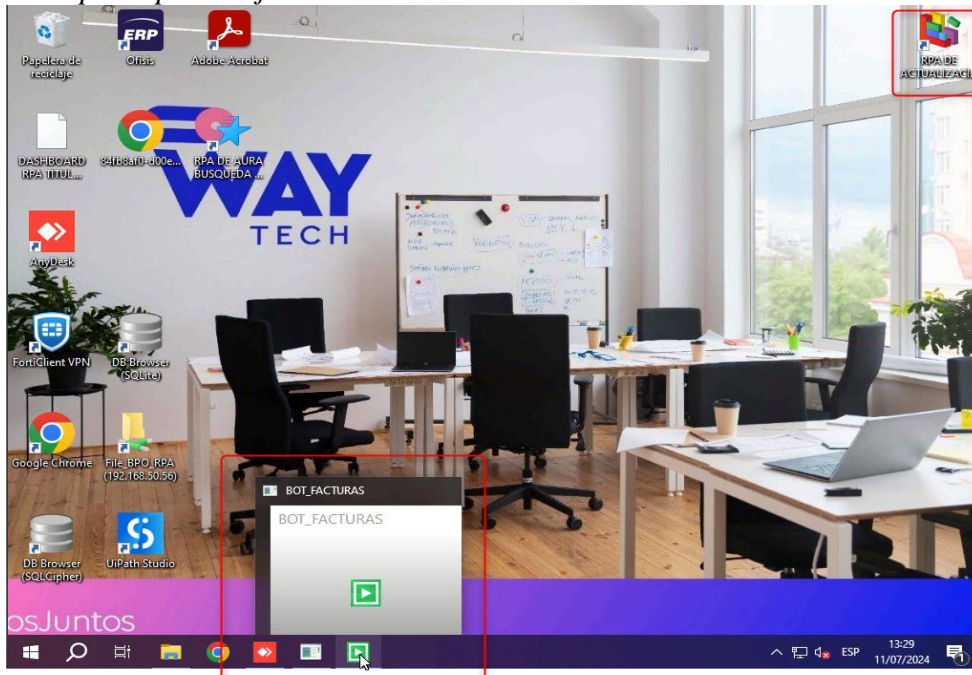 ERP
Papelera de
reciclaje
Ofisis
Adobe Acrobat
RPA DE
ACTUALIZACI...
DASHBOARD
RPA TITUL...
84fb8af0-d00e...
RPA DE AURA
BUSQUEDA ...
WAY
TECH
AnyDesk
FortiClient VPN
DB Browser
(SQLite)
Google Chrome
File_BPO_RPA
(192.168.50.56)
BOT_FACTURAS
BOT_FACTURAS
DB Browser
(SQLCipher)
UiPath Studio
osJuntos
ESP
13:29
11/07/2024
1